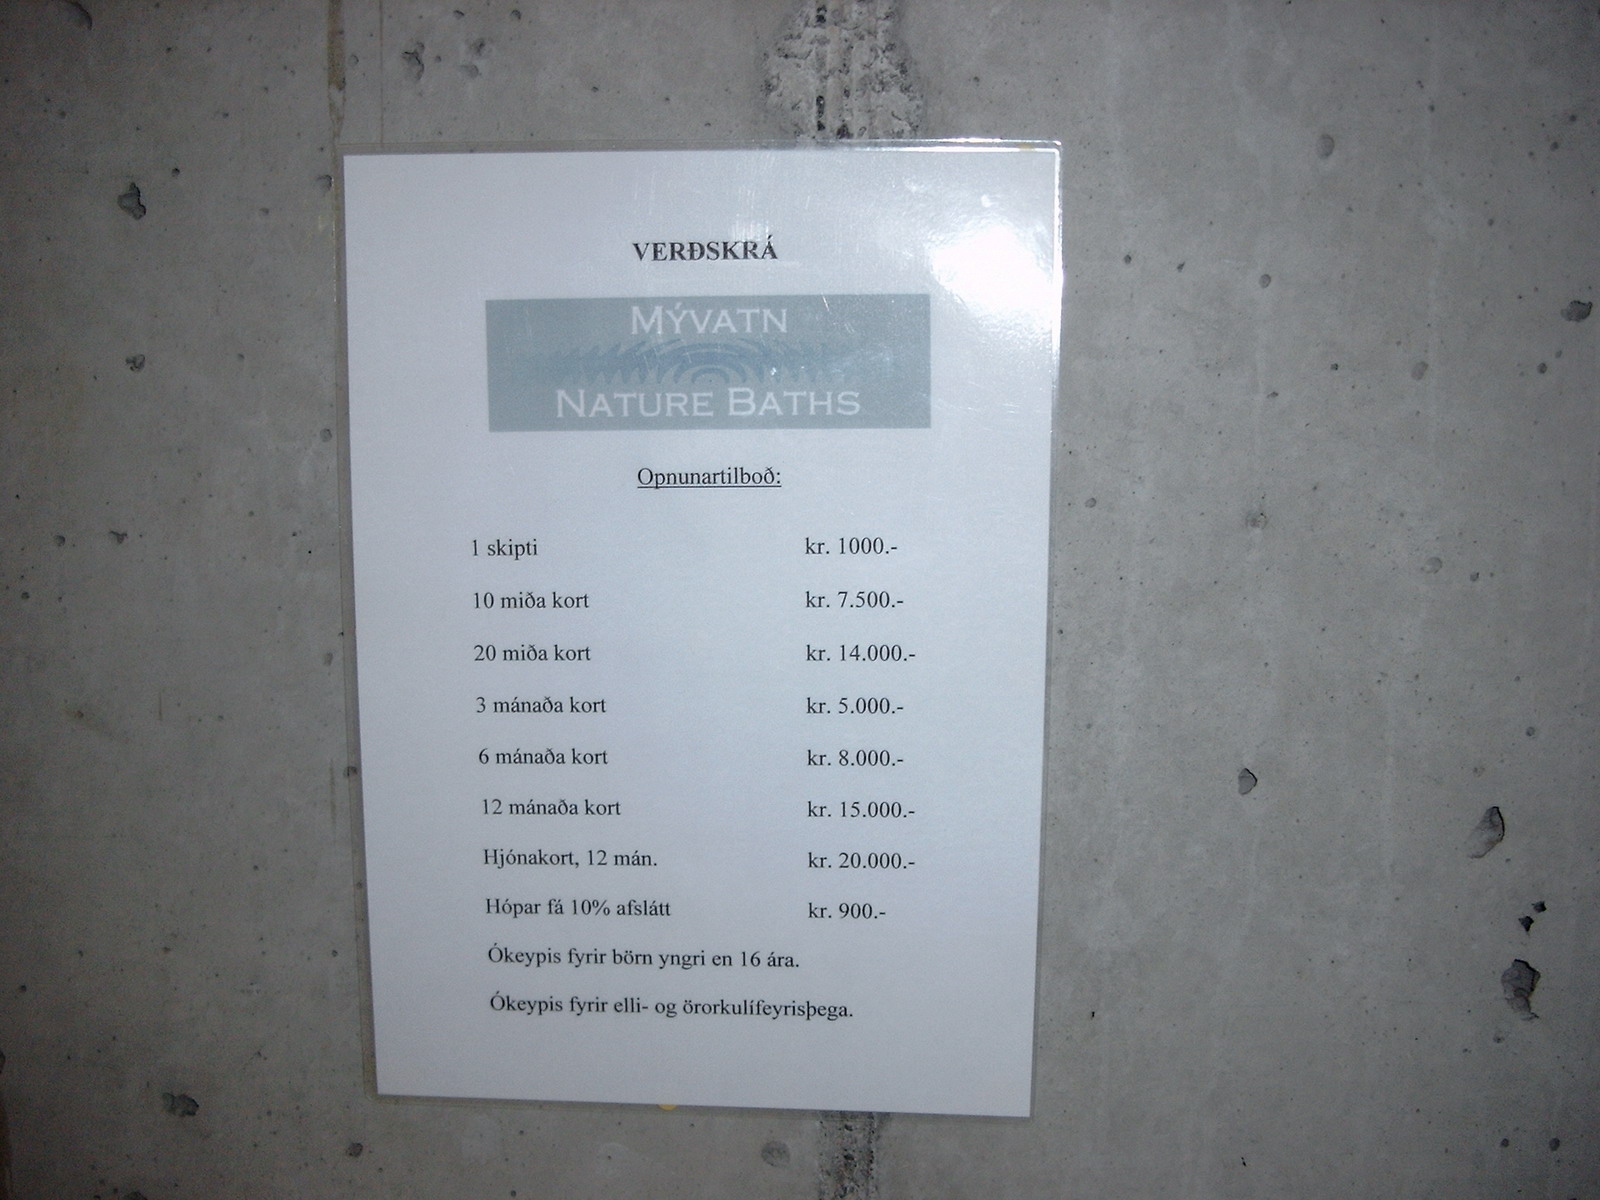 VERÐSKRÁ
MÝVATN
NATURE BATHS
Opnunartilboð:
1 skipti kr. 1000.-
10 miða kort kr. 7.500.-
20 miða kort kr. 14.000.-
3 mánaða kort kr. 5.000.-
6 mánaða kort kr. 8.000.-
12 mánaða kort kr. 15.000.-
Hjónakort, 12 mán. kr. 20.000.-
Hópar fá 10% afslátt kr. 900.-
Ókeypis fyrir börn yngri en 16 ára.
Ókeypis fyrir elli- og örorkulífeyrisþega.